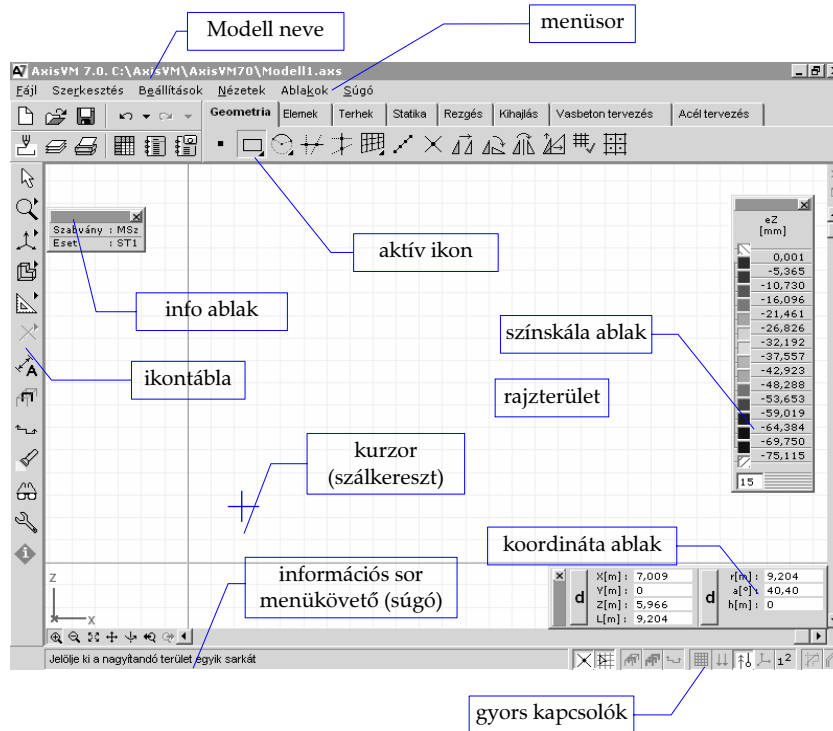 Modell neve
menüsor
AxisVM 7.0. C:\AxisVM\AxisVM70\Modell1.axs
Fájl Szerkesztés Beállítások Nézetek Ablakok Súgó
Geometria Elemek Terhek Statika Rezgés Kihajlás Vasbeton tervezés Acél tervezés
Szabvány : MSz
Eset : ST1
aktív ikon
info ablak
ikontábla
színskála ablak
rajzterület
eZ
[mm]
0,001
-5,365
-10,730
-16,096
-21,461
-26,826
-32,192
-37,557
-42,923
-48,288
-53,653
-59,019
-64,384
-69,750
-75,115
15
kurzor
(szálkereszt)
koordináta ablak
információs sor
menükövető (súgó)
Z
X
d
X[m]: 7,009
Y[m]: 0
Z[m]: 5,966
L[m]: 9,204
d
r[m]: 9,204
a[°]: 40,40
h[m]: 0
Jelölje ki a nagyítandó terület egyik sarkát
gyors kapcsolók